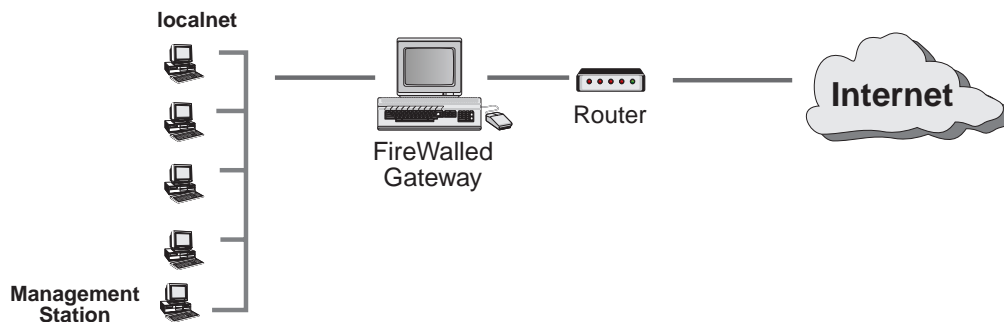 localnet
FireWalled
Gateway
Router
Internet
Management
Station